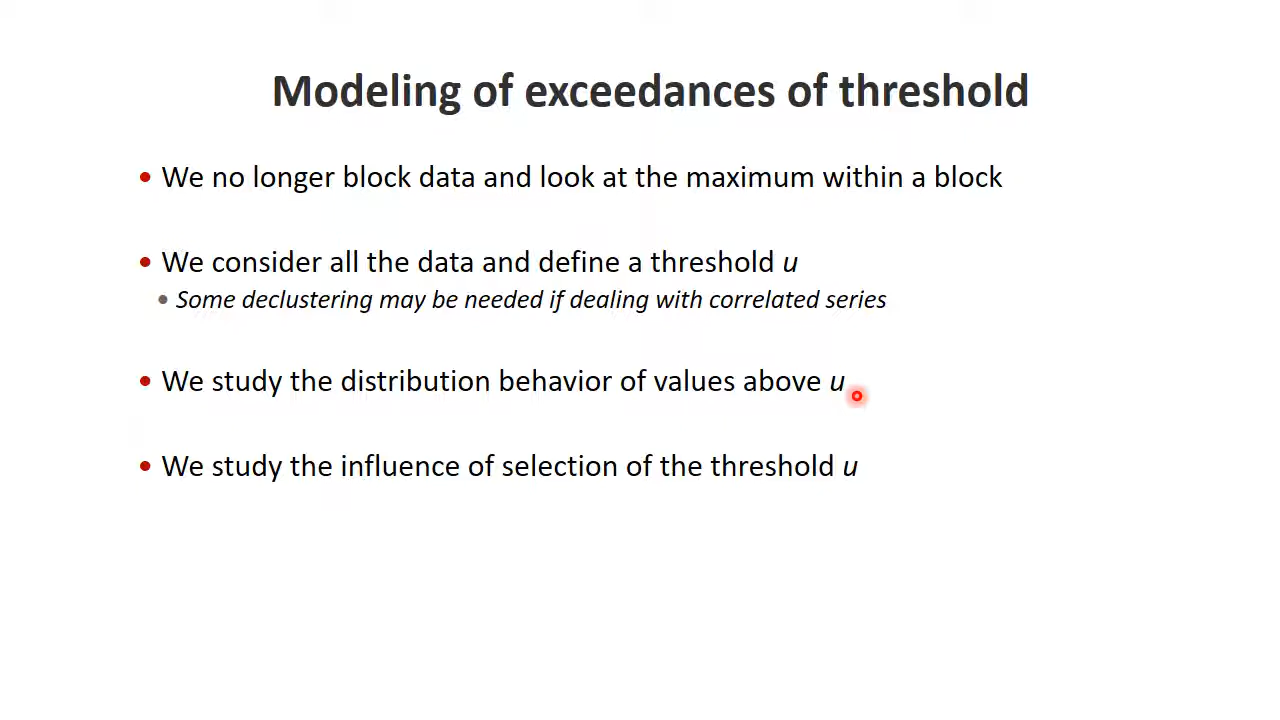 Modeling of exceedances of threshold
• We no longer block data and look at the maximum within a block
• We consider all the data and define a threshold u
• Some declustering may be needed if dealing with correlated series
• We study the distribution behavior of values above u
• We study the influence of selection of the threshold u